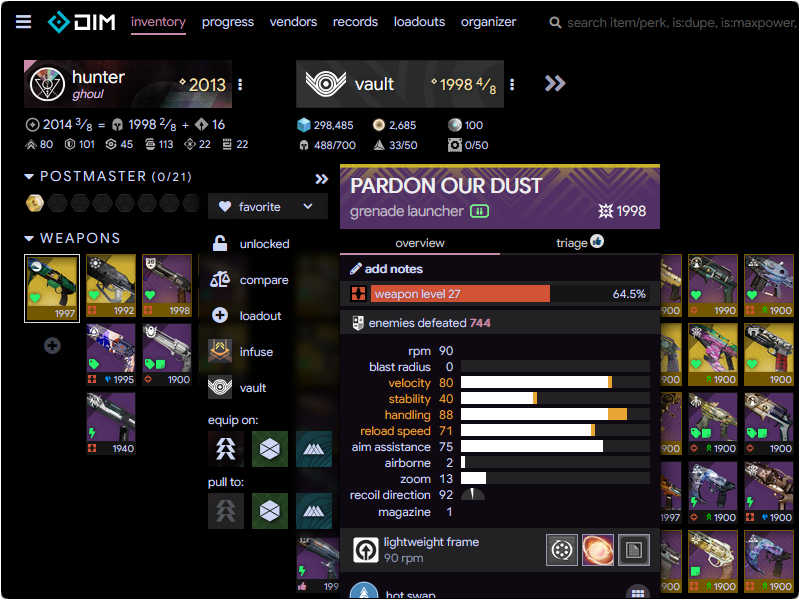 DIM inventory progress vendors records loadouts organizer search item/perk, is:dupe, is:maxpower,
hunter
ghoul
2013
vault
1998 4/8
2014 3/8 = 1998 2/8 + 16
80 101 45 113 22 22
298,485 2,685 100
488/700 33/50 0/50
POSTMASTER (0/21)
WEAPONS
1997
1992
1998
1995
1900
1940
199
favorite
unlocked
compare
loadout
infuse
vault
equip on:
pull to:
PARDON OUR DUST
grenade launcher
1998
overview triage
add notes
weapon level 27 64.5%
enemies defeated 744
rpm 90
blast radius 0
velocity 80
stability 40
handling 88
reload speed 71
aim assistance 75
airborne 2
zoom 13
recoil direction 92
magazine 1
lightweight frame
90 rpm
hot swap
900 1990 1900
900 1900 1900
900 1900 1900
1997 1900 1900
900 1900 1900